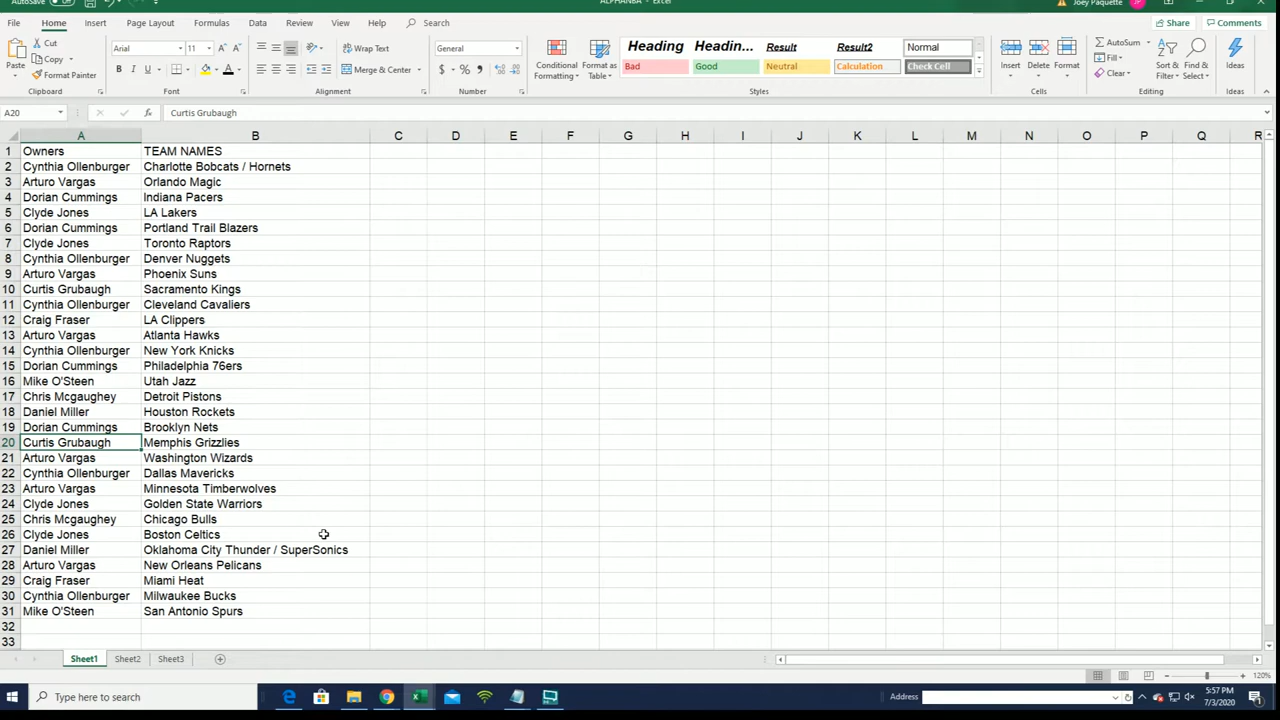 AutoSave Off ALPHANBA - Excel Joey Paquette JP
File Home Insert Page Layout Formulas Data Review View Help Search Share Comments
Paste Cut Copy Format Painter Clipboard
Arial 11 Font
Wrap Text Merge & Center Alignment
General Number
Conditional Formatting Format as Table
Heading Headin... Result Result2 Normal
Bad Good Neutral Calculation Check Cell
Styles
Insert Delete Format Cells
AutoSum Fill Clear Sort & Filter Find & Select Editing
Ideas Ideas
A20 Curtis Grubaugh
A B C D E F G H I J K L M N O P Q R
1 Owners TEAM NAMES
2 Cynthia Ollenburger Charlotte Bobcats / Hornets
3 Arturo Vargas Orlando Magic
4 Dorian Cummings Indiana Pacers
5 Clyde Jones LA Lakers
6 Dorian Cummings Portland Trail Blazers
7 Clyde Jones Toronto Raptors
8 Cynthia Ollenburger Denver Nuggets
9 Arturo Vargas Phoenix Suns
10 Curtis Grubaugh Sacramento Kings
11 Cynthia Ollenburger Cleveland Cavaliers
12 Craig Fraser LA Clippers
13 Arturo Vargas Atlanta Hawks
14 Cynthia Ollenburger New York Knicks
15 Dorian Cummings Philadelphia 76ers
16 Mike O'Steen Utah Jazz
17 Chris Mcgaughey Detroit Pistons
18 Daniel Miller Houston Rockets
19 Dorian Cummings Brooklyn Nets
20 Curtis Grubaugh Memphis Grizzlies
21 Arturo Vargas Washington Wizards
22 Cynthia Ollenburger Dallas Mavericks
23 Arturo Vargas Minnesota Timberwolves
24 Clyde Jones Golden State Warriors
25 Chris Mcgaughey Chicago Bulls
26 Clyde Jones Boston Celtics
27 Daniel Miller Oklahoma City Thunder / SuperSonics
28 Arturo Vargas New Orleans Pelicans
29 Craig Fraser Miami Heat
30 Cynthia Ollenburger Milwaukee Bucks
31 Mike O'Steen San Antonio Spurs
32
33
Sheet1 Sheet2 Sheet3
120%
Type here to search Address 5:57 PM
7/3/2020